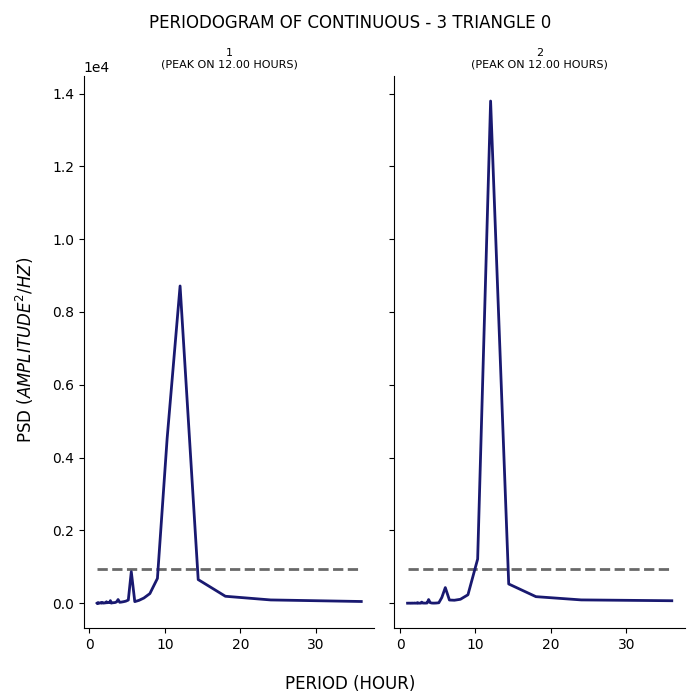 PERIODOGRAM OF CONTINUOUS - 3 TRIANGLE 0
1
(PEAK ON 12.00 HOURS)
2
(PEAK ON 12.00 HOURS)
1e4
1.4
1.2
1.0
0.8
0.6
0.4
0.2
0.0
PSD (AMPLITUDE²/HZ)
0 10 20 30
0 10 20 30
PERIOD (HOUR)